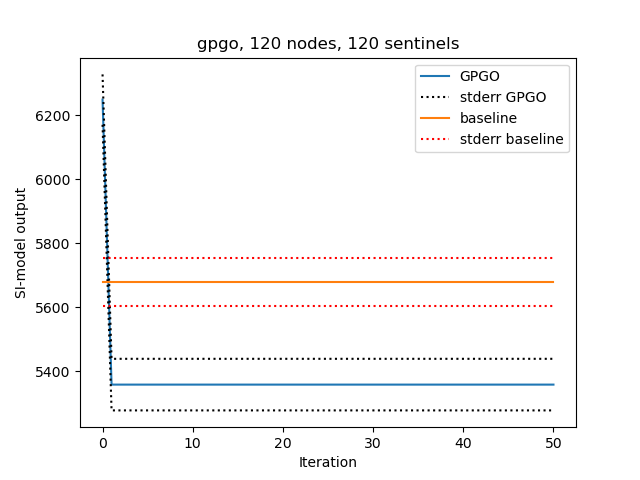 gpgo, 120 nodes, 120 sentinels
GPGO
stderr GPGO
baseline
stderr baseline
6200
6000
5800
5600
5400
SI-model output
0 10 20 30 40 50
Iteration